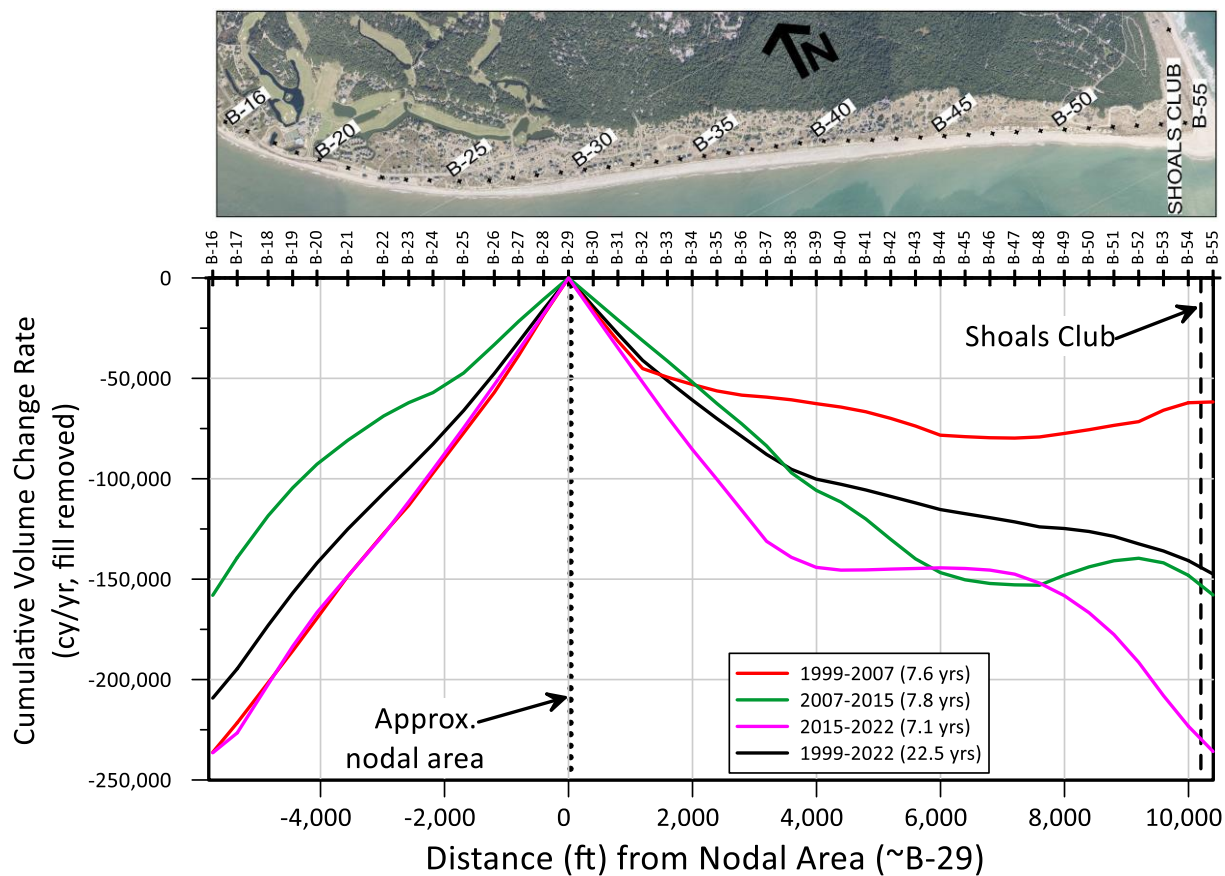 N
B-16
B-20
B-25
B-30
B-35
B-40
B-45
B-50
SHOALS CLUB
B-55
B-16
B-17
B-18
B-19
B-20
B-21
B-22
B-23
B-24
B-25
B-26
B-27
B-28
B-29
B-30
B-31
B-32
B-33
B-34
B-35
B-36
B-37
B-38
B-39
B-40
B-41
B-42
B-43
B-44
B-45
B-46
B-47
B-48
B-49
B-50
B-51
B-52
B-53
B-54
B-55
Cumulative Volume Change Rate
(cy/yr, fill removed)
0
-50,000
-100,000
-150,000
-200,000
-250,000
Shoals Club
Approx.
nodal area
1999-2007 (7.6 yrs)
2007-2015 (7.8 yrs)
2015-2022 (7.1 yrs)
1999-2022 (22.5 yrs)
-4,000
-2,000
0
2,000
4,000
6,000
8,000
10,000
Distance (ft) from Nodal Area (~B-29)